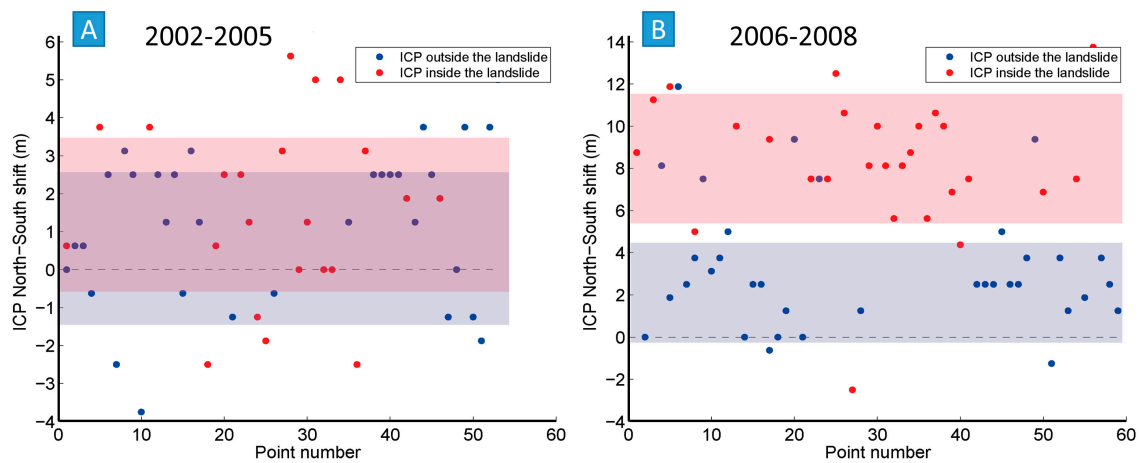 A
2002-2005
ICP outside the landslide
ICP inside the landslide
ICP North−South shift (m)
6
5
4
3
2
1
0
−1
−2
−3
−4
0 10 20 30 40 50 60
Point number
B
2006-2008
ICP outside the landslide
ICP inside the landslide
ICP North−South shift (m)
14
12
10
8
6
4
2
0
−2
−4
0 10 20 30 40 50 60
Point number